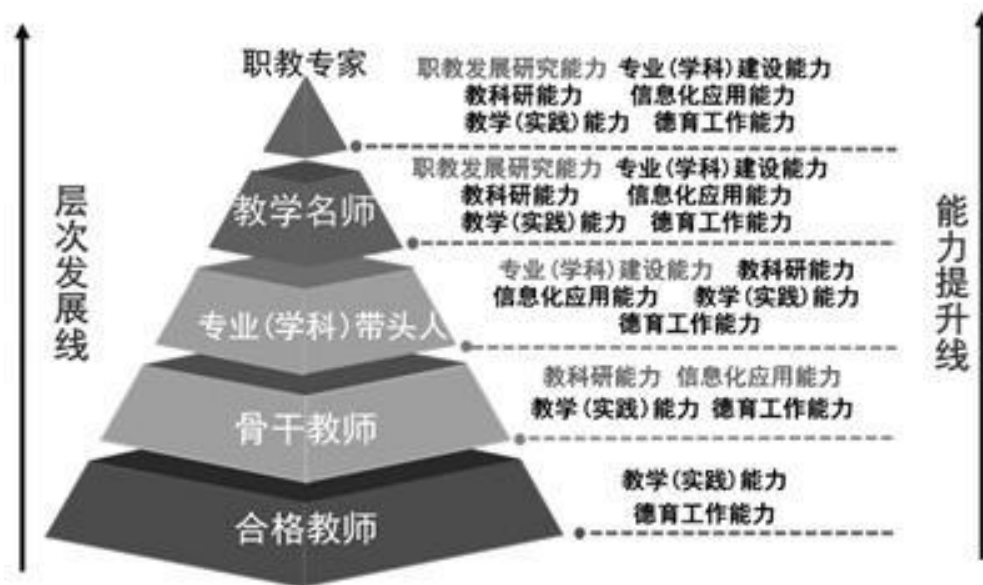 职教专家
职教发展研究能力 专业(学科)建设能力
教科研能力 信息化应用能力
教学(实践)能力 德育工作能力
教学名师
职教发展研究能力 专业(学科)建设能力
教科研能力 信息化应用能力
教学(实践)能力 德育工作能力
专业(学科)带头人
专业(学科)建设能力 教科研能力
信息化应用能力 教学(实践)能力
德育工作能力
骨干教师
教科研能力 信息化应用能力
教学(实践)能力 德育工作能力
合格教师
教学(实践)能力
德育工作能力
层次发展线
能力提升线